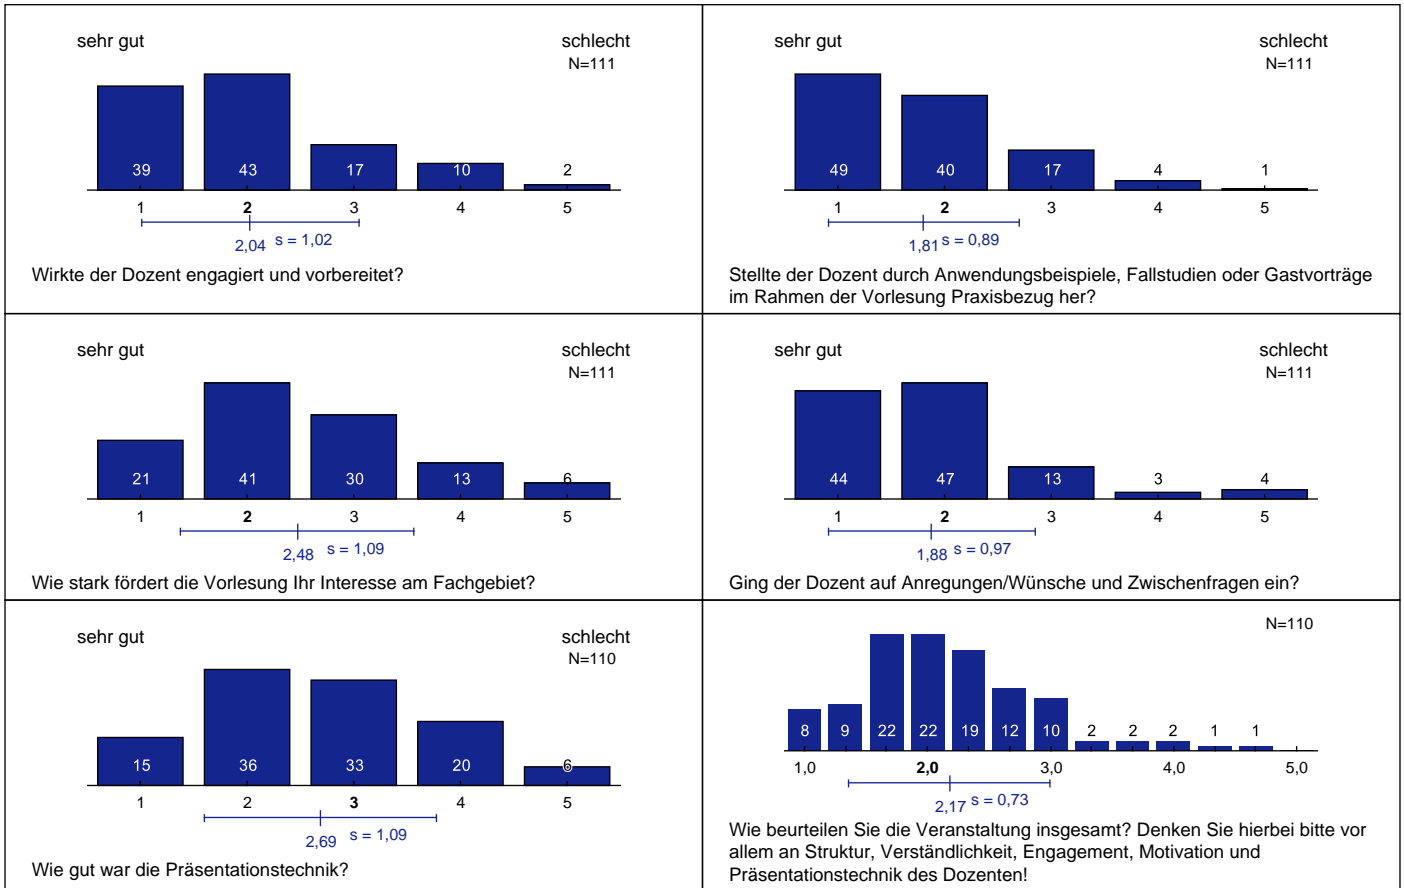 sehr gut schlecht
N=111
39 43 17 10 2
1 2 3 4 5
2,04 s = 1,02
Wirkte der Dozent engagiert und vorbereitet?
sehr gut schlecht
N=111
49 40 17 4 1
1 2 3 4 5
1,81 s = 0,89
Stellte der Dozent durch Anwendungsbeispiele, Fallstudien oder Gastvorträge
im Rahmen der Vorlesung Praxisbezug her?
sehr gut schlecht
N=111
21 41 30 13 6
1 2 3 4 5
2,48 s = 1,09
Wie stark fördert die Vorlesung Ihr Interesse am Fachgebiet?
sehr gut schlecht
N=111
44 47 13 3 4
1 2 3 4 5
1,88 s = 0,97
Ging der Dozent auf Anregungen/Wünsche und Zwischenfragen ein?
sehr gut schlecht
N=110
15 36 33 20 6
1 2 3 4 5
2,69 s = 1,09
Wie gut war die Präsentationstechnik?
N=110
8 9 22 22 19 12 10 2 2 2 1 1
1,0 2,0 3,0 4,0 5,0
2,17 s = 0,73
Wie beurteilen Sie die Veranstaltung insgesamt? Denken Sie hierbei bitte vor
allem an Struktur, Verständlichkeit, Engagement, Motivation und
Präsentationstechnik des Dozenten!